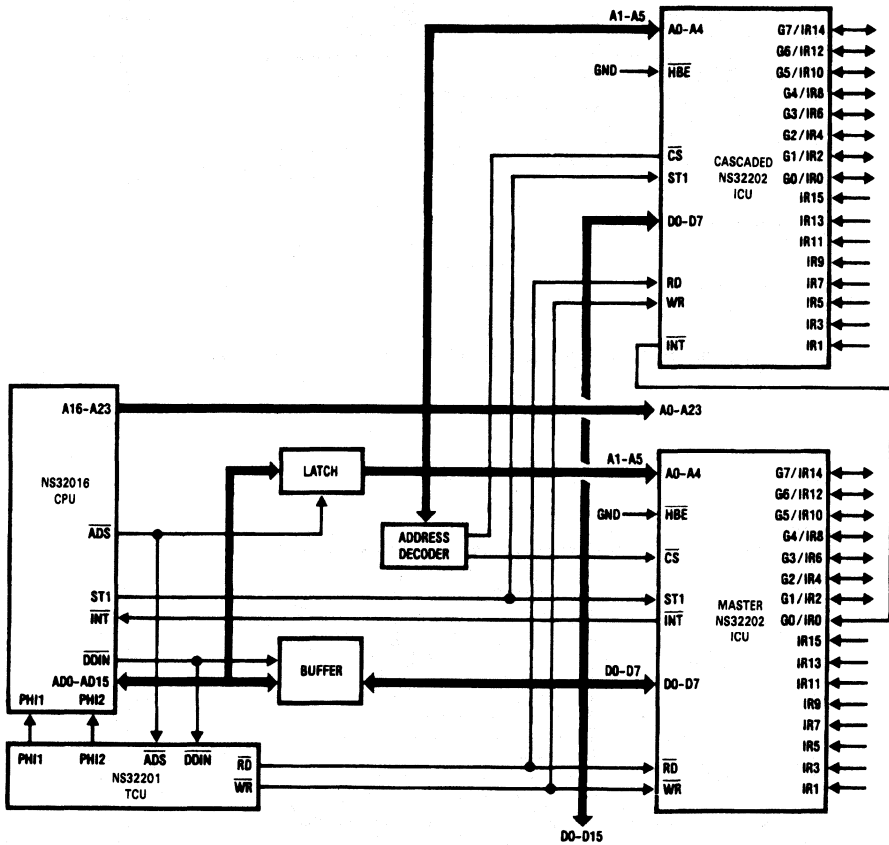 A1-A5
A0-A4
G7/IR14
G6/IR12
GND
HBE
G5/IR10
G4/IR8
G3/IR6
G2/IR4
CS
G1/IR2
ST1
G0/IR0
CASCADED
NS32202
ICU
IR15
D0-D7
IR13
IR11
IR9
RD
IR7
WR
IR5
IR3
INT
IR1
A16-A23
A0-A23
NS32016
CPU
LATCH
A1-A5
A0-A4
G7/IR14
G6/IR12
GND
HBE
G5/IR10
ADS
ADDRESS
DECODER
G4/IR8
CS
G3/IR6
G2/IR4
ST1
ST1
G1/IR2
INT
INT
G0/IR0
MASTER
NS32202
ICU
IR15
DDIN
BUFFER
IR13
AD0-AD15
D0-D7
D0-D7
IR11
PHI1
PHI2
IR9
IR7
IR5
PHI1
PHI2
ADS
DDIN
RD
RD
IR3
NS32201
TCU
WR
WR
IR1
D0-D15